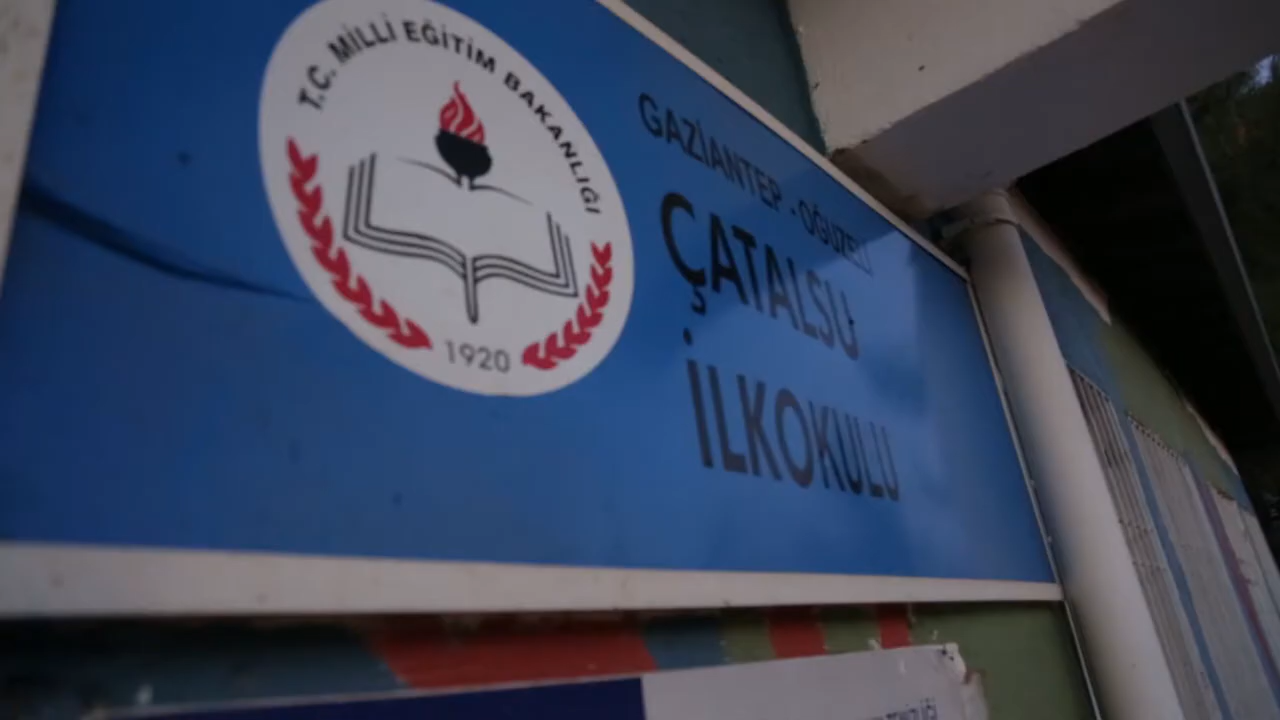 T.C. MİLLİ EĞİTİM BAKANLIĞI
1920
GAZİANTEP - OĞUZELİ
ÇATALSU
İLKOKULU